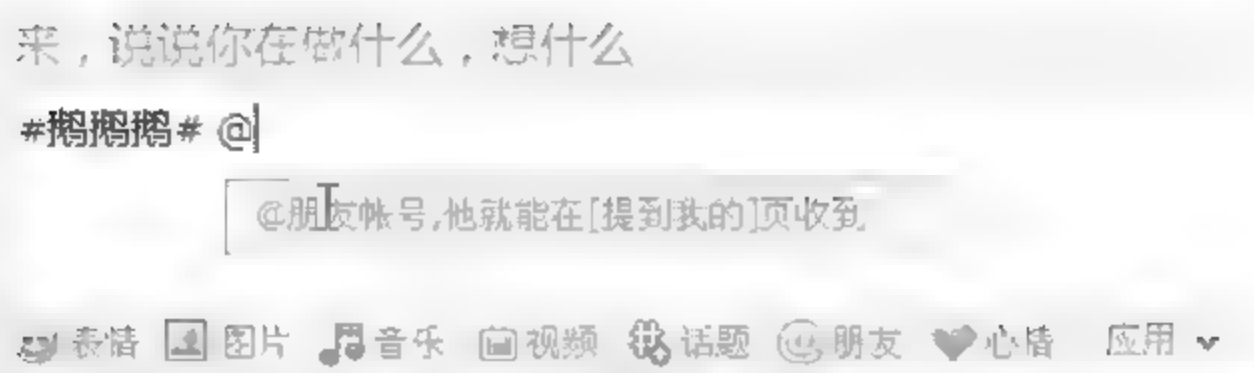 来，说说你在做什么，想什么
#鹅鹅鹅# @
@朋友帐号,他就能在[提到我的]页收到
表情 图片 音乐 视频 话题 朋友 心情 应用